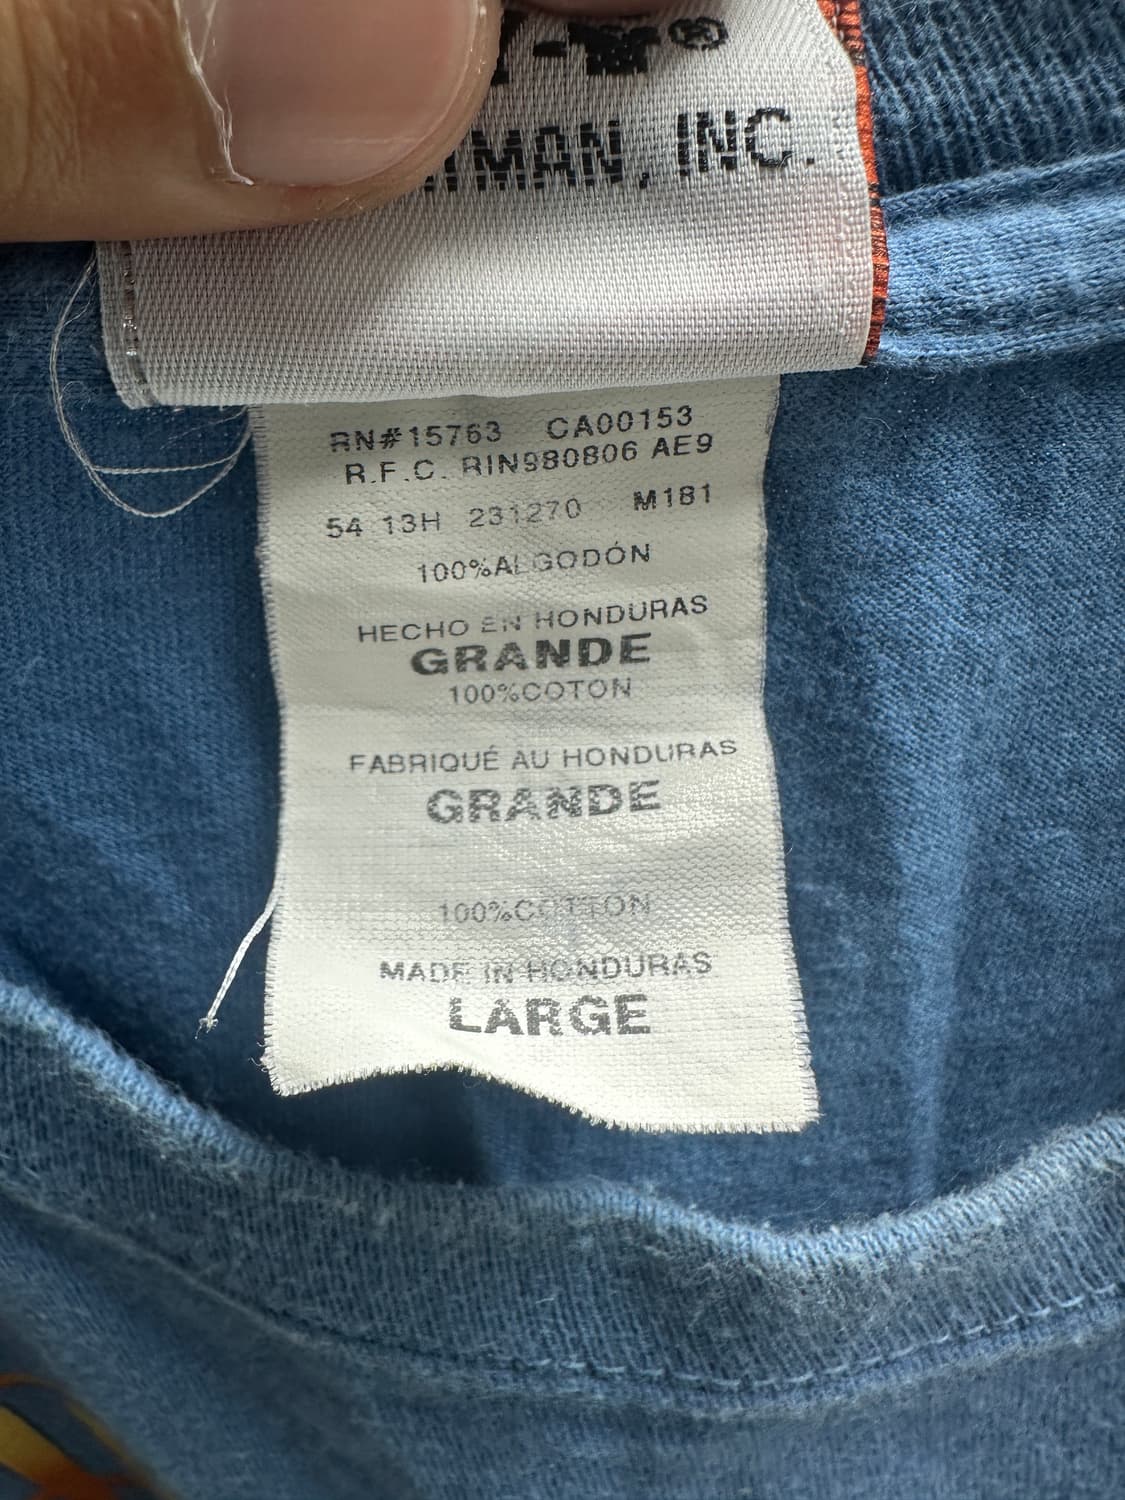 INC.
RN#15763 CA00153
R.F.C. RIN980806 AE9
54 13H 231270 M181
100%ALGODÓN
HECHO EN HONDURAS
GRANDE
100%COTON
FABRIQUÉ AU HONDURAS
GRANDE
100%COTTON
MADE IN HONDURAS
LARGE